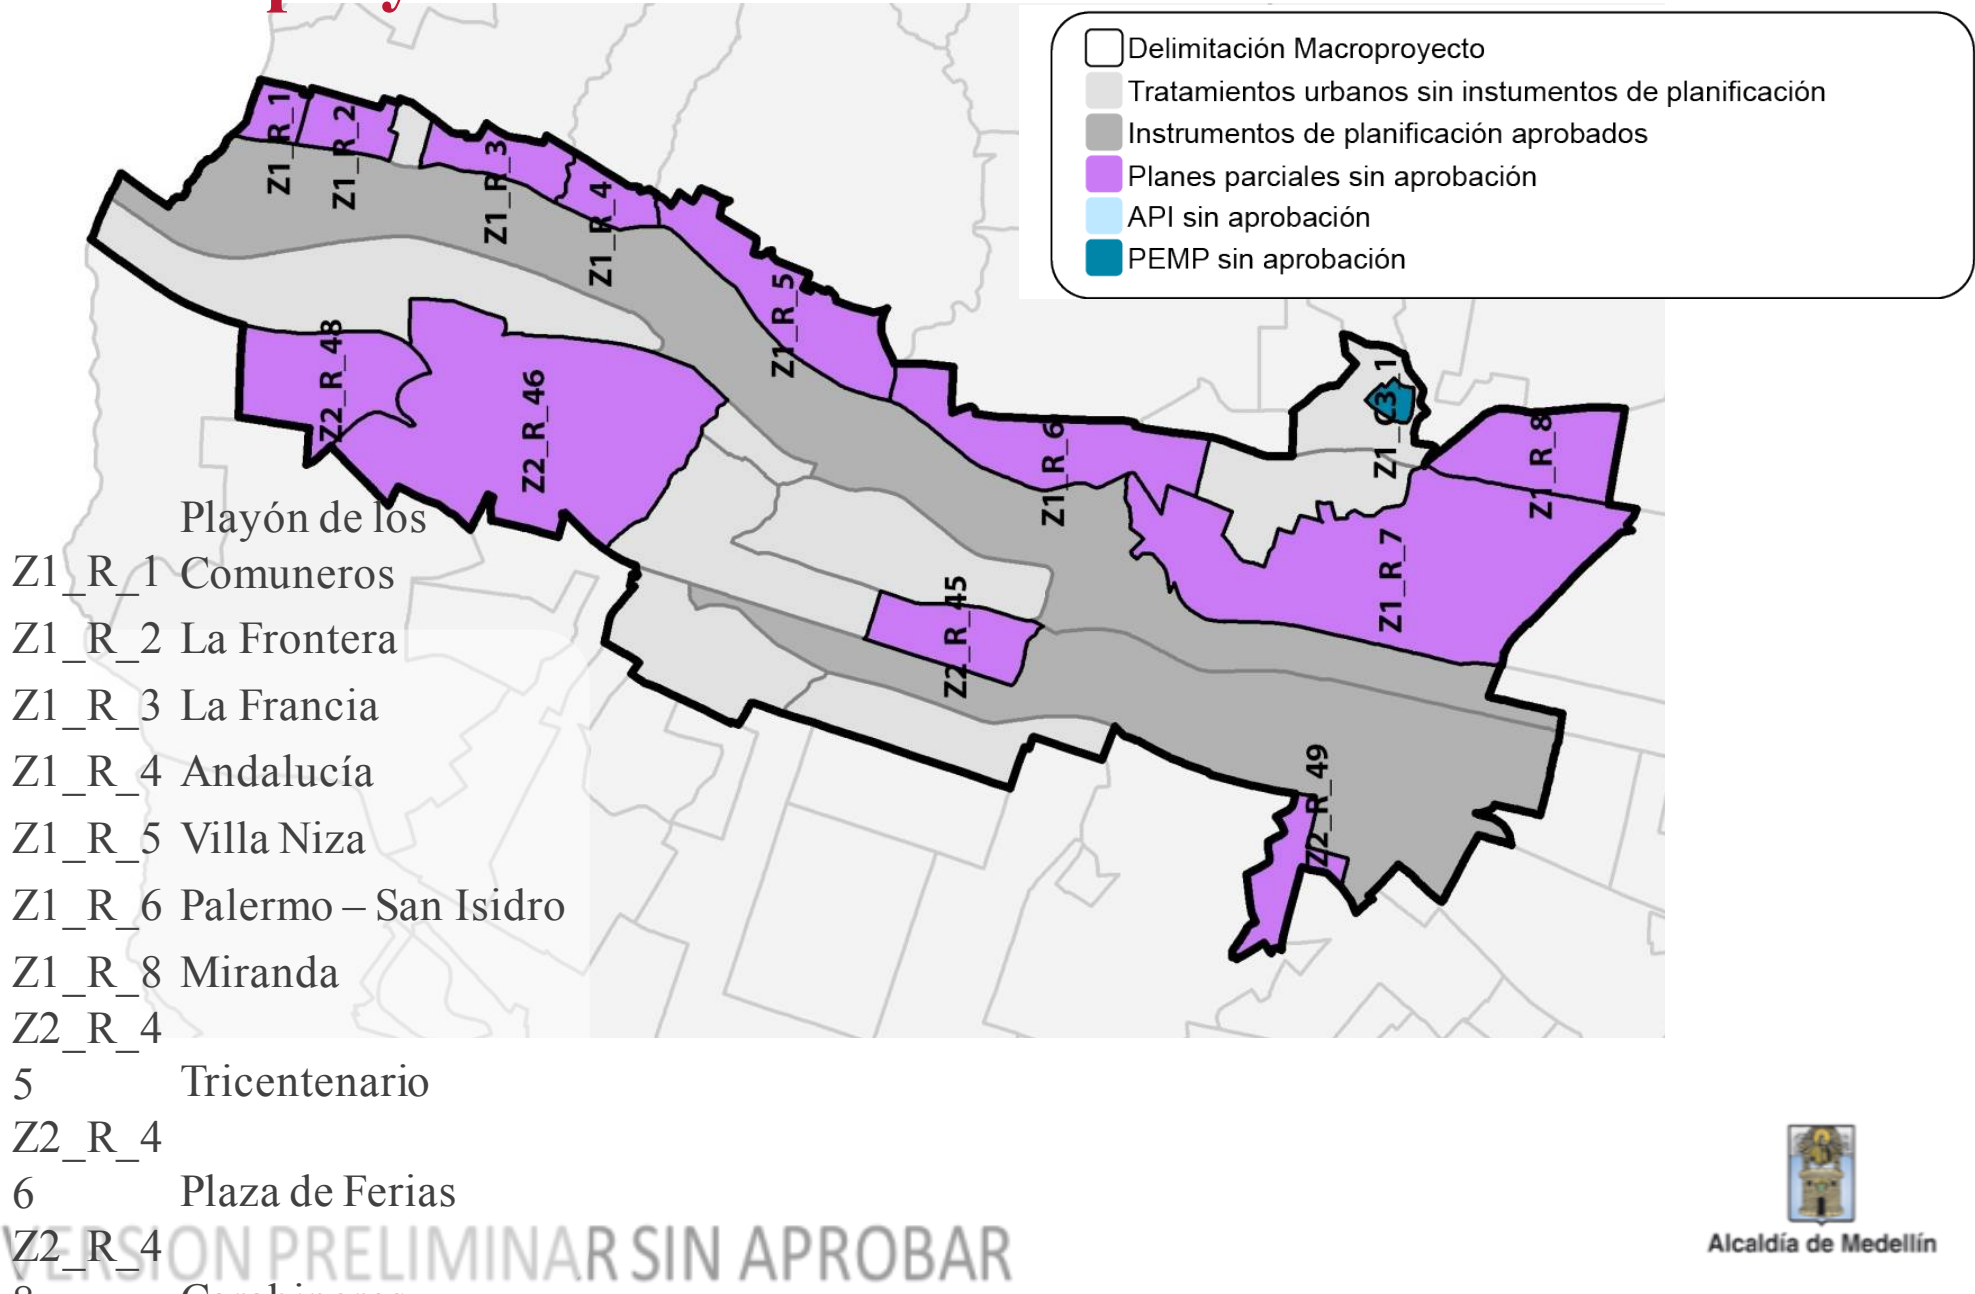 Delimitación Macroproyecto
Tratamientos urbanos sin instumentos de planificación
Instrumentos de planificación aprobados
Planes parciales sin aprobación
API sin aprobación
PEMP sin aprobación
Z1_R_1
Z1_R_2
Z1_R_3
Z1_R_4
Z1_R_5
Z1_R_6
Z1_C3_1
Z1_R_8
Z1_R_7
Z2_R_48
Z2_R_46
Z2_R_45
Z2_R_49
Playón de los
Z1_R_1 Comuneros
Z1_R_2 La Frontera
Z1_R_3 La Francia
Z1_R_4 Andalucía
Z1_R_5 Villa Niza
Z1_R_6 Palermo – San Isidro
Z1_R_8 Miranda
Z2_R_4
5 Tricentenario
Z2_R_4
6 Plaza de Ferias
Z2_R_4
VERSION PRELIMINAR SIN APROBAR
Alcaldía de Medellín